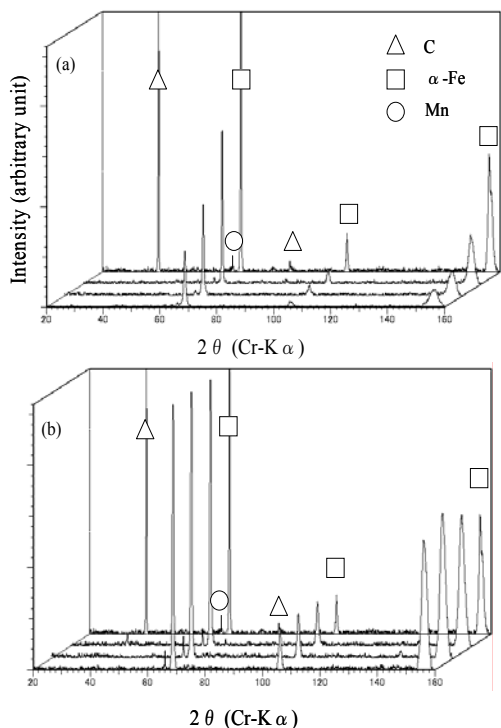 (a)
C
α-Fe
Mn
Intensity (arbitrary unit)
20 40 60 80 100 120 140 160
2 θ (Cr-K α)
(b)
20 40 60 80 100 120 140 160
2 θ (Cr-K α)